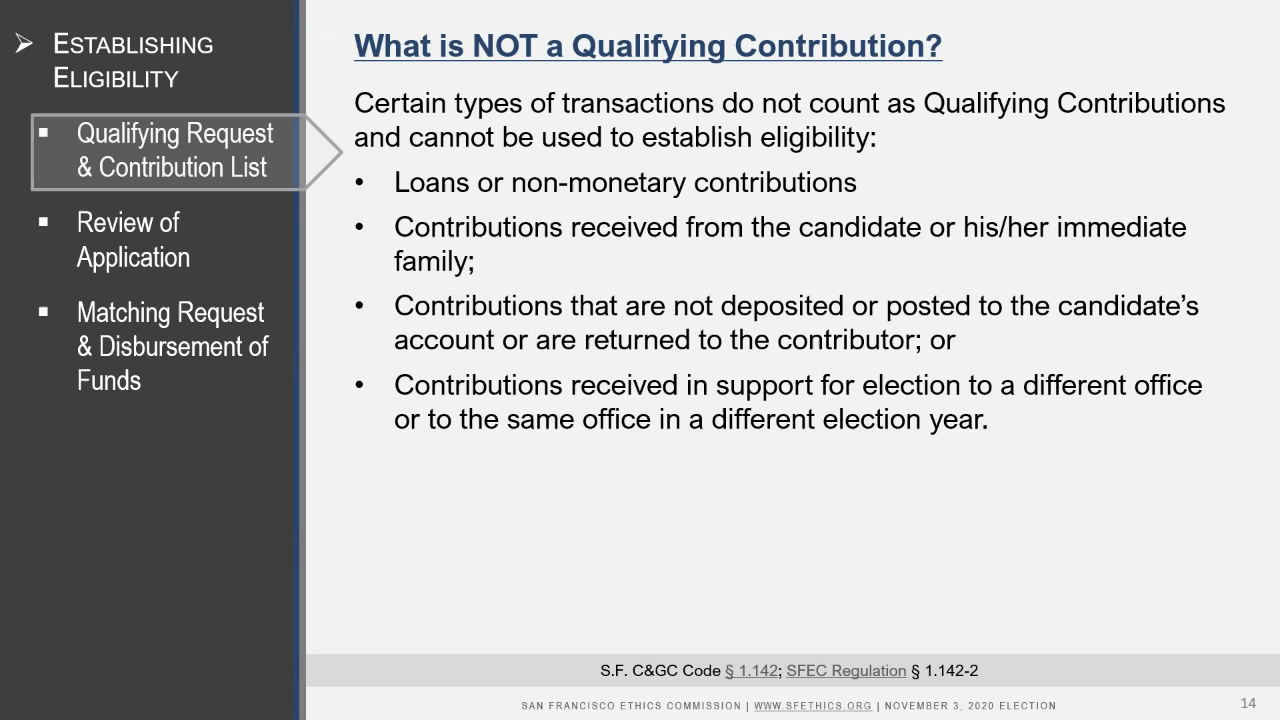 ➢ ESTABLISHING
ELIGIBILITY
▪ Qualifying Request
& Contribution List
▪ Review of
Application
▪ Matching Request
& Disbursement of
Funds
What is NOT a Qualifying Contribution?
Certain types of transactions do not count as Qualifying Contributions
and cannot be used to establish eligibility:
• Loans or non-monetary contributions
• Contributions received from the candidate or his/her immediate
family;
• Contributions that are not deposited or posted to the candidate’s
account or are returned to the contributor; or
• Contributions received in support for election to a different office
or to the same office in a different election year.
S.F. C&GC Code § 1.142; SFEC Regulation § 1.142-2
SAN FRANCISCO ETHICS COMMISSION | WWW.SFETHICS.ORG | NOVEMBER 3, 2020 ELECTION
14